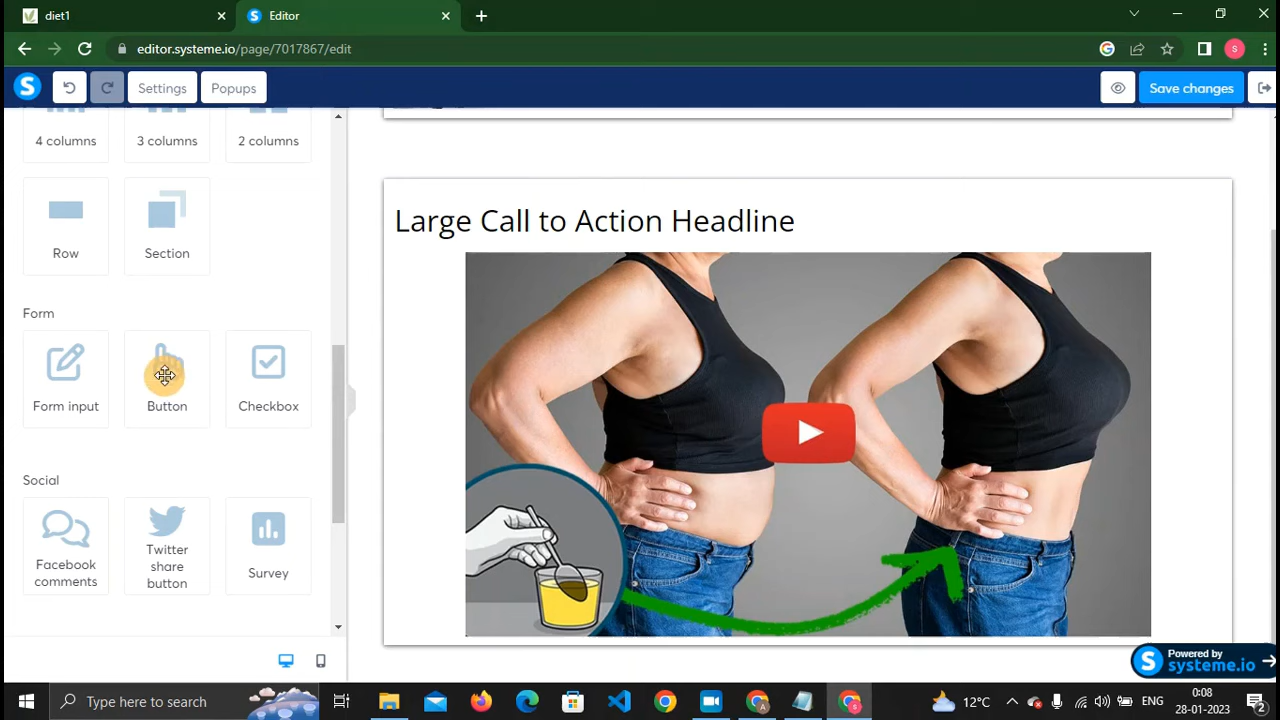 diet1
Editor
editor.systeme.io/page/7017867/edit
S
S
Settings
Popups
Save changes
4 columns
3 columns
2 columns
Row
Section
Form
Form input
Button
Checkbox
Social
Facebook
comments
Twitter
share
button
Survey
Large Call to Action Headline
S
Powered by
systeme.io
Type here to search
12°C
ENG
0:08
28-01-2023
2